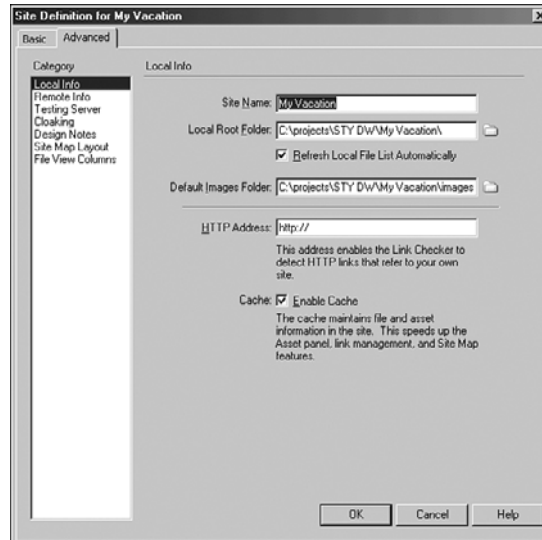 Site Definition for My Vacation
Basic Advanced
Category
Local Info
Remote Info
Testing Server
Cloaking
Design Notes
Site Map Layout
File View Columns
Local Info
Site Name: My Vacation
Local Root Folder: C:\projects\STY DW\My Vacation\
Refresh Local File List Automatically
Default Images Folder: C:\projects\STY DW\My Vacation\images
HTTP Address: http://
This address enables the Link Checker to
detect HTTP links that refer to your own
site.
Cache: Enable Cache
The cache maintains file and asset
information in the site. This speeds up the
Asset panel, link management, and Site Map
features.
OK Cancel Help